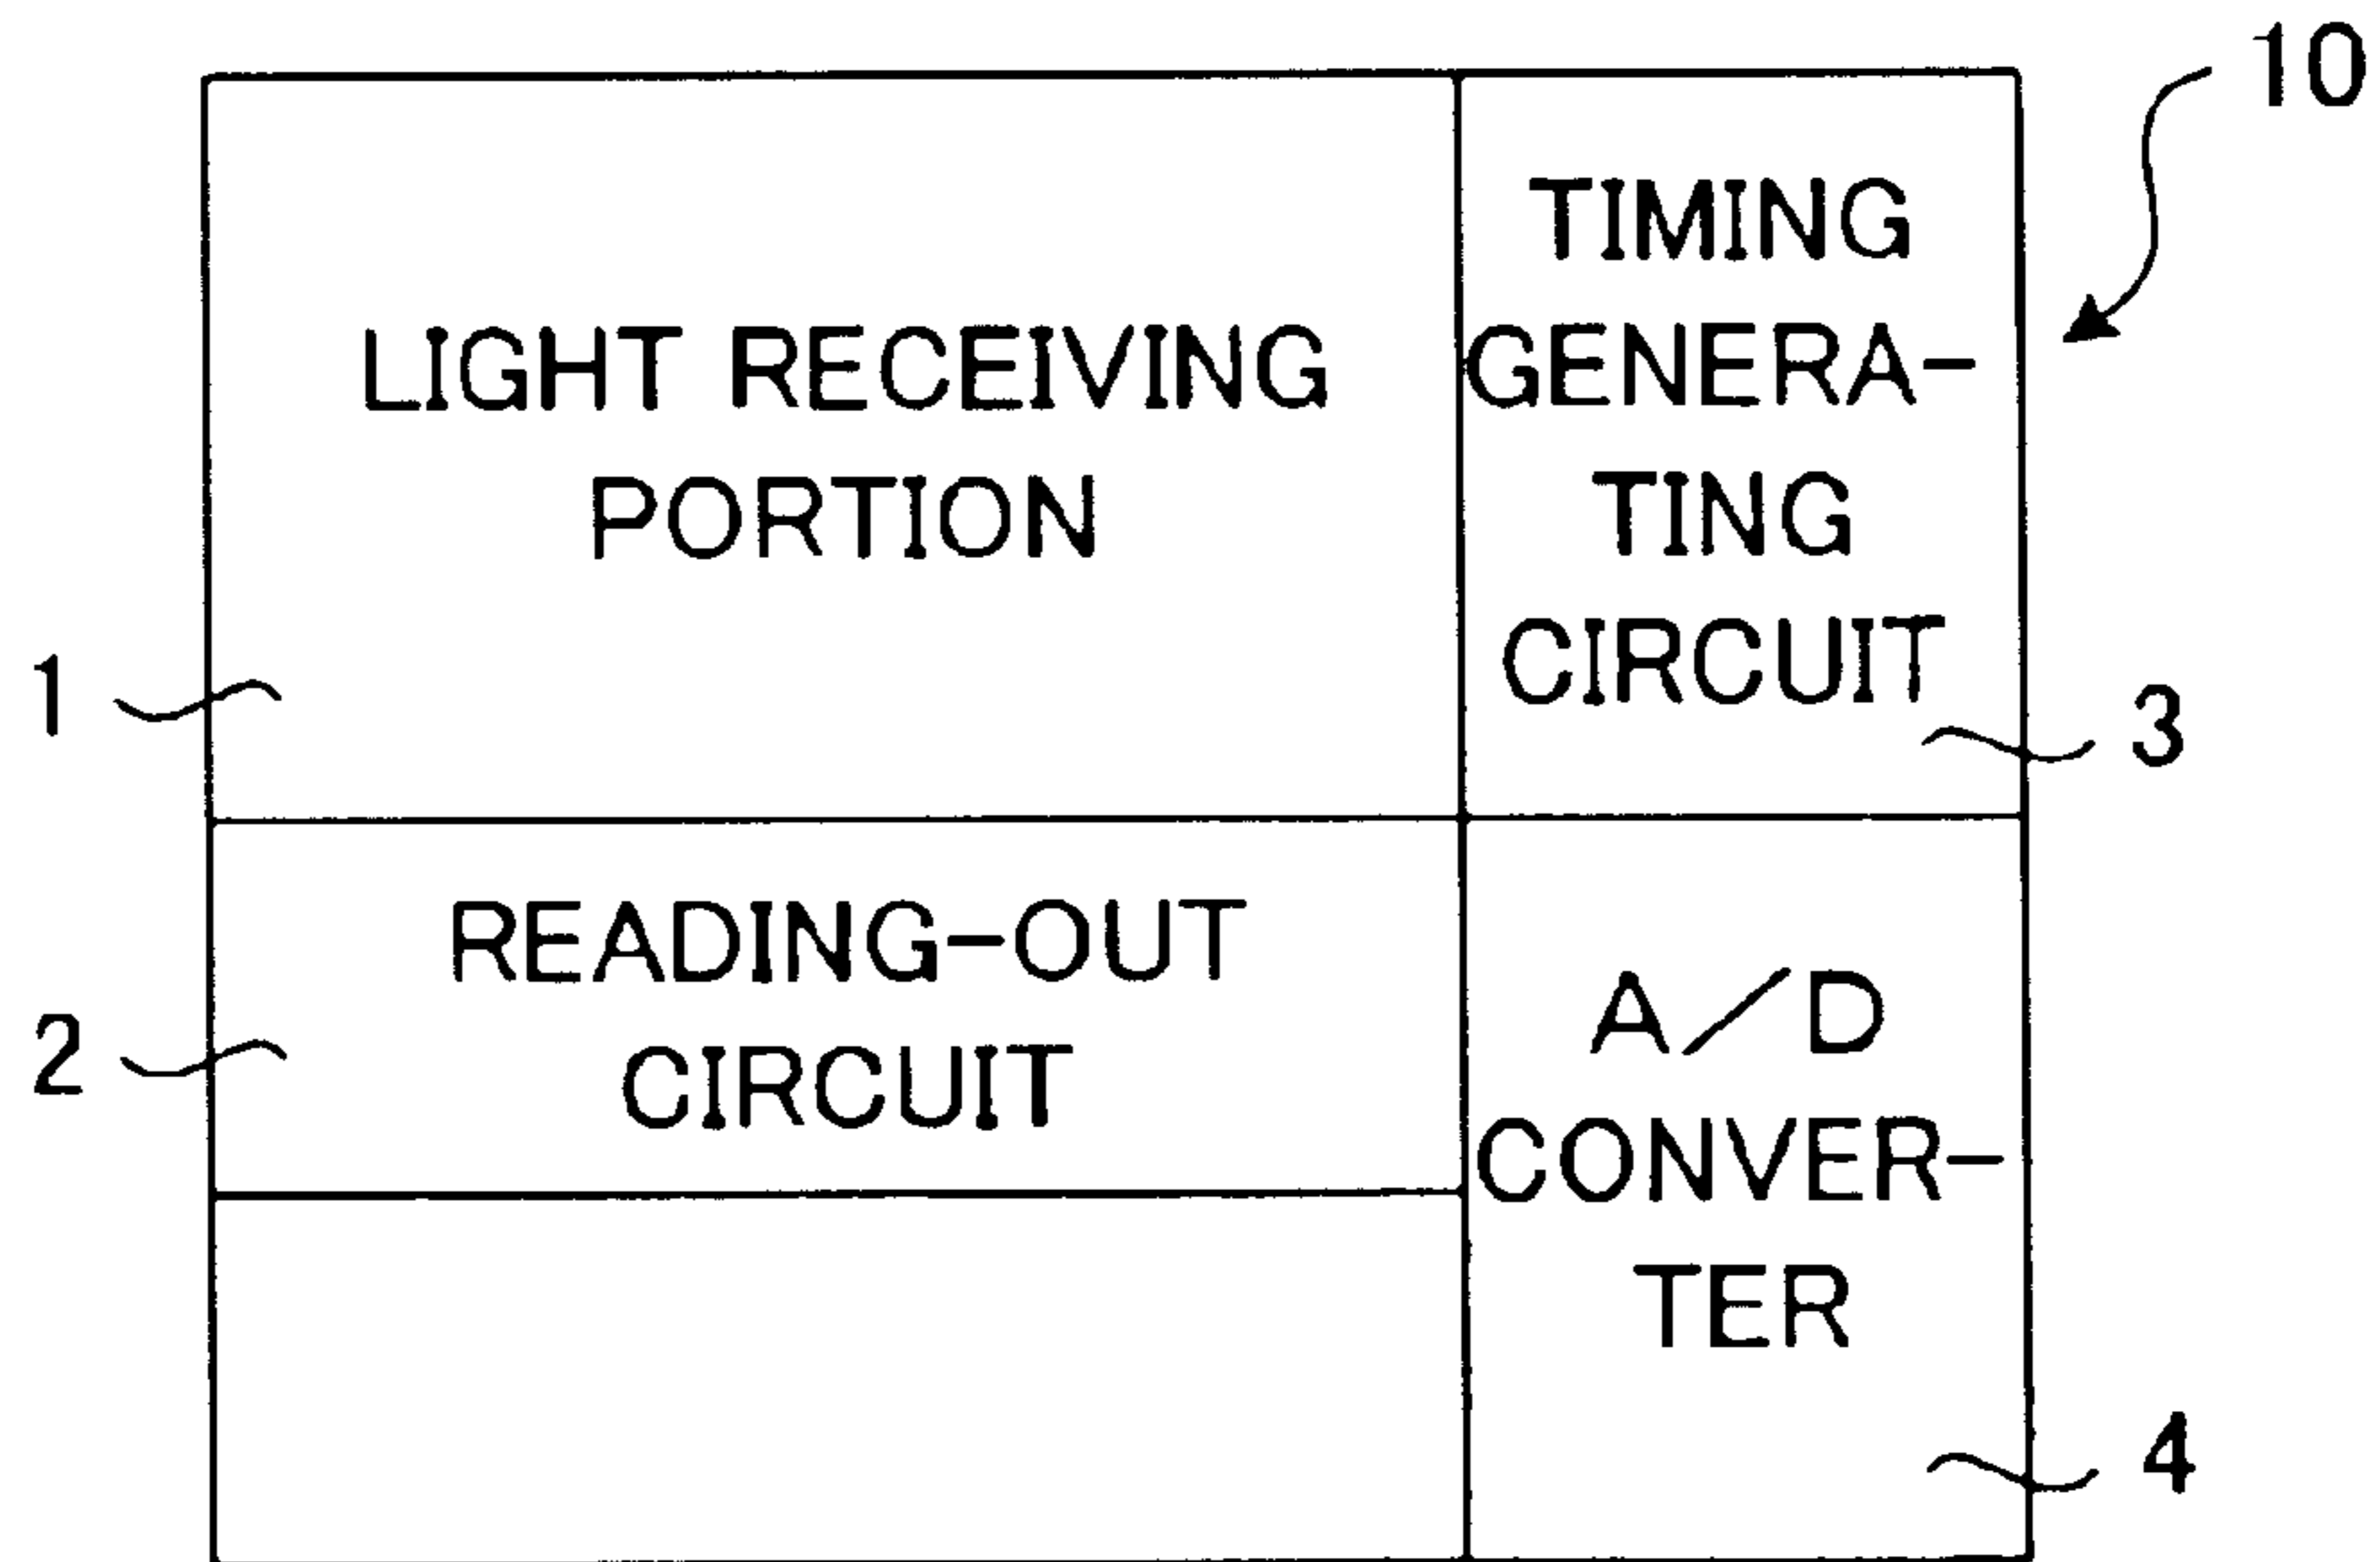 10
LIGHT RECEIVING
PORTION
1
TIMING
GENERA-
TING
CIRCUIT
3
READING-OUT
CIRCUIT
2
A/D
CONVER-
TER
4